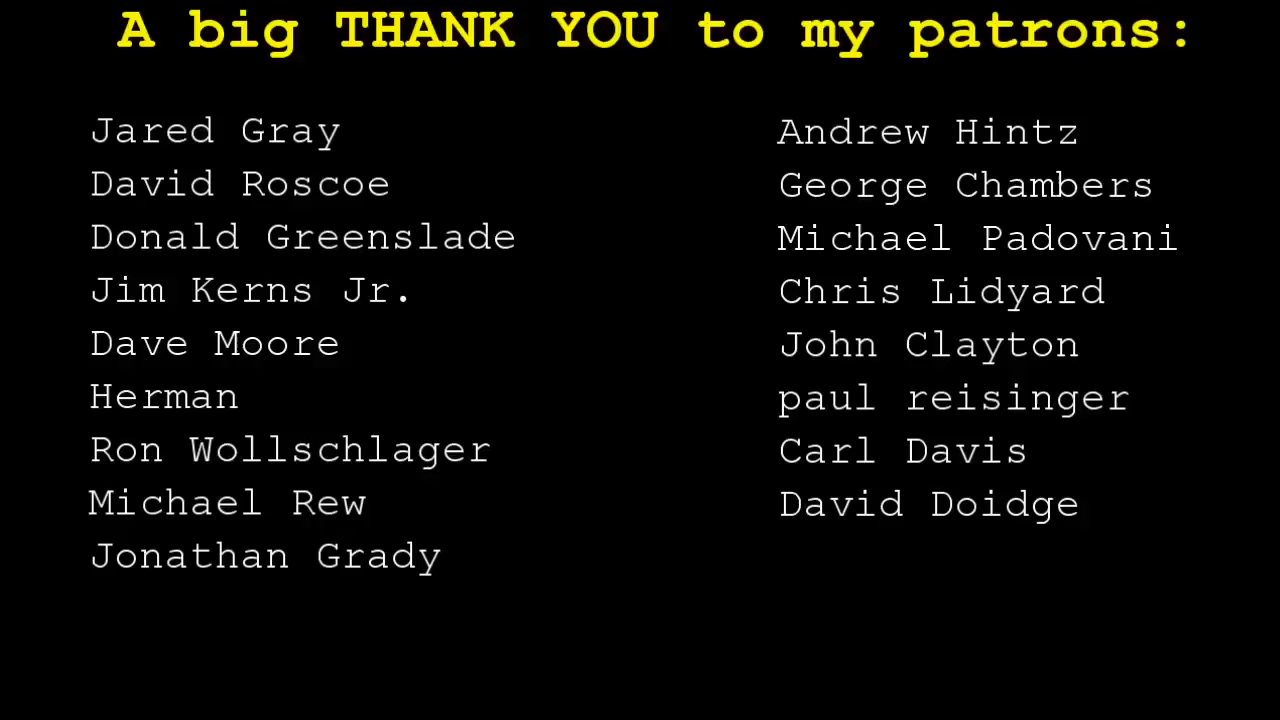 A big THANK YOU to my patrons:
Jared Gray
David Roscoe
Donald Greenslade
Jim Kerns Jr.
Dave Moore
Herman
Ron Wollschlager
Michael Rew
Jonathan Grady
Andrew Hintz
George Chambers
Michael Padovani
Chris Lidyard
John Clayton
paul reisinger
Carl Davis
David Doidge